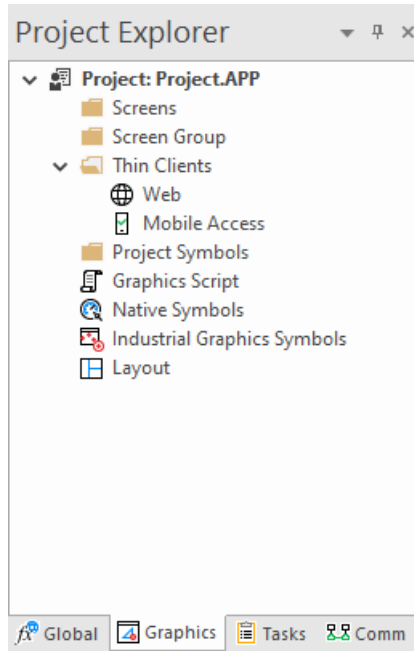 Project Explorer
Project: Project.APP
Screens
Screen Group
Thin Clients
Web
Mobile Access
Project Symbols
Graphics Script
Native Symbols
Industrial Graphics Symbols
Layout
Global Graphics Tasks Comm